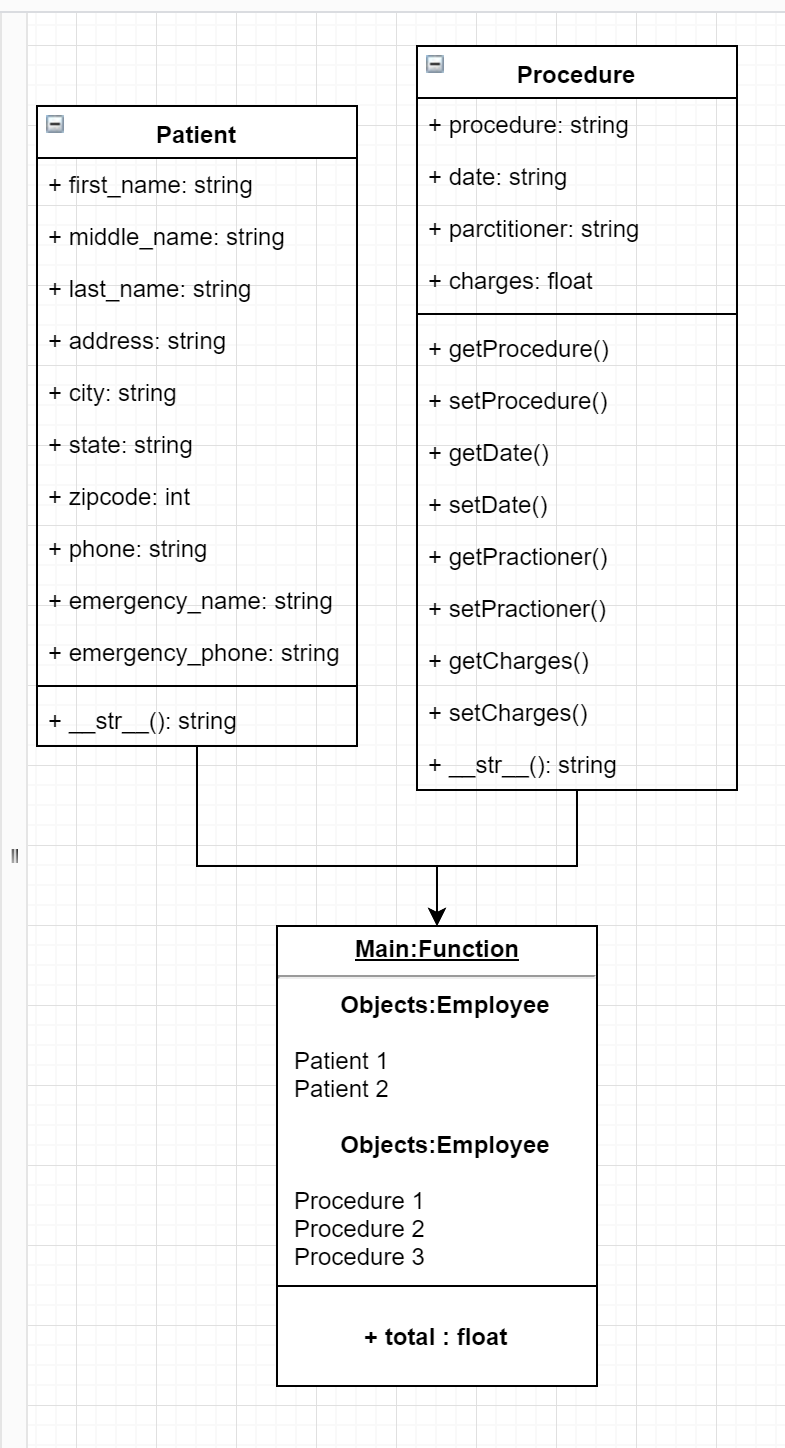 Patient
+ first_name: string
+ middle_name: string
+ last_name: string
+ address: string
+ city: string
+ state: string
+ zipcode: int
+ phone: string
+ emergency_name: string
+ emergency_phone: string
+ __str__(): string
Procedure
+ procedure: string
+ date: string
+ parctitioner: string
+ charges: float
+ getProcedure()
+ setProcedure()
+ getDate()
+ setDate()
+ getPractioner()
+ setPractioner()
+ getCharges()
+ setCharges()
+ __str__(): string
Main:Function
Objects:Employee
Patient 1
Patient 2
Objects:Employee
Procedure 1
Procedure 2
Procedure 3
+ total : float